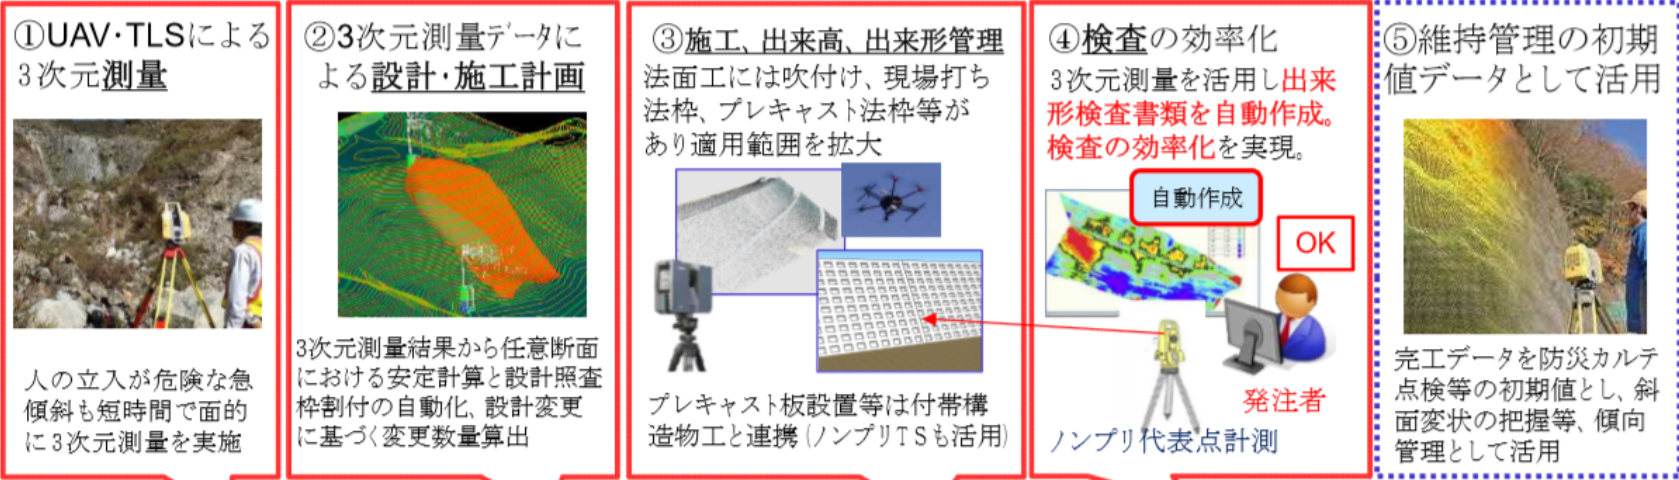 ①UAV・TLSによる
3次元測量
人の立入が危険な急
傾斜も短時間で面的
に3次元測量を実施
②3次元測量データに
よる設計・施工計画
3次元測量結果から任意断面
における安定計算と設計照査
枠割付の自動化、設計変更
に基づく変更数量算出
③施工、出来高、出来形管理
法面工には吹付け、現場打ち
法枠、プレキャスト法枠等が
あり適用範囲を拡大
プレキャスト板設置等は付帯構
造物工と連携(ノンプリTSも活用)
④検査の効率化
3次元測量を活用し出来
形検査書類を自動作成。
検査の効率化を実現。
自動作成
OK
発注者
ノンプリ代表点計測
⑤維持管理の初期
値データとして活用
完工データを防災カルテ
点検等の初期値とし、斜
面変状の把握等、傾向
管理として活用